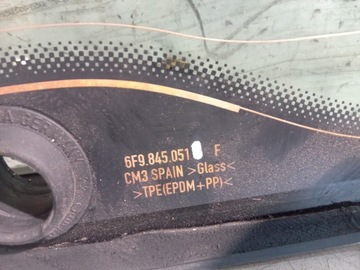 6F9.845.051 F
CM3 SPAIN >Glass<
>TPE(EPDM+PP)<